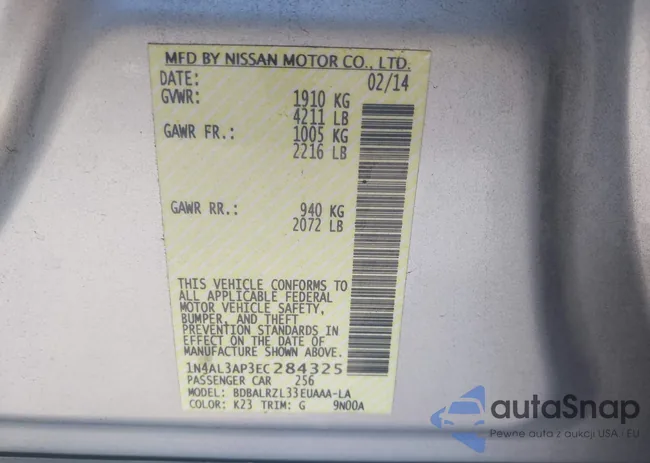 MFD BY NISSAN MOTOR CO., LTD.
DATE: 02/14
GVWR: 1910 KG
4211 LB
GAWR FR.: 1005 KG
2216 LB
GAWR RR.: 940 KG
2072 LB
THIS VEHICLE CONFORMS TO
ALL APPLICABLE FEDERAL
MOTOR VEHICLE SAFETY,
BUMPER, AND THEFT
PREVENTION STANDARDS IN
EFFECT ON THE DATE OF
MANUFACTURE SHOWN ABOVE.
1N4AL3AP3EC284325
PASSENGER CAR 256
MODEL: BDBALRZL33EUAAA-LA
COLOR: K23 TRIM: G 9N00A
autoSnap
Pewne auto z aukcji USA i EU